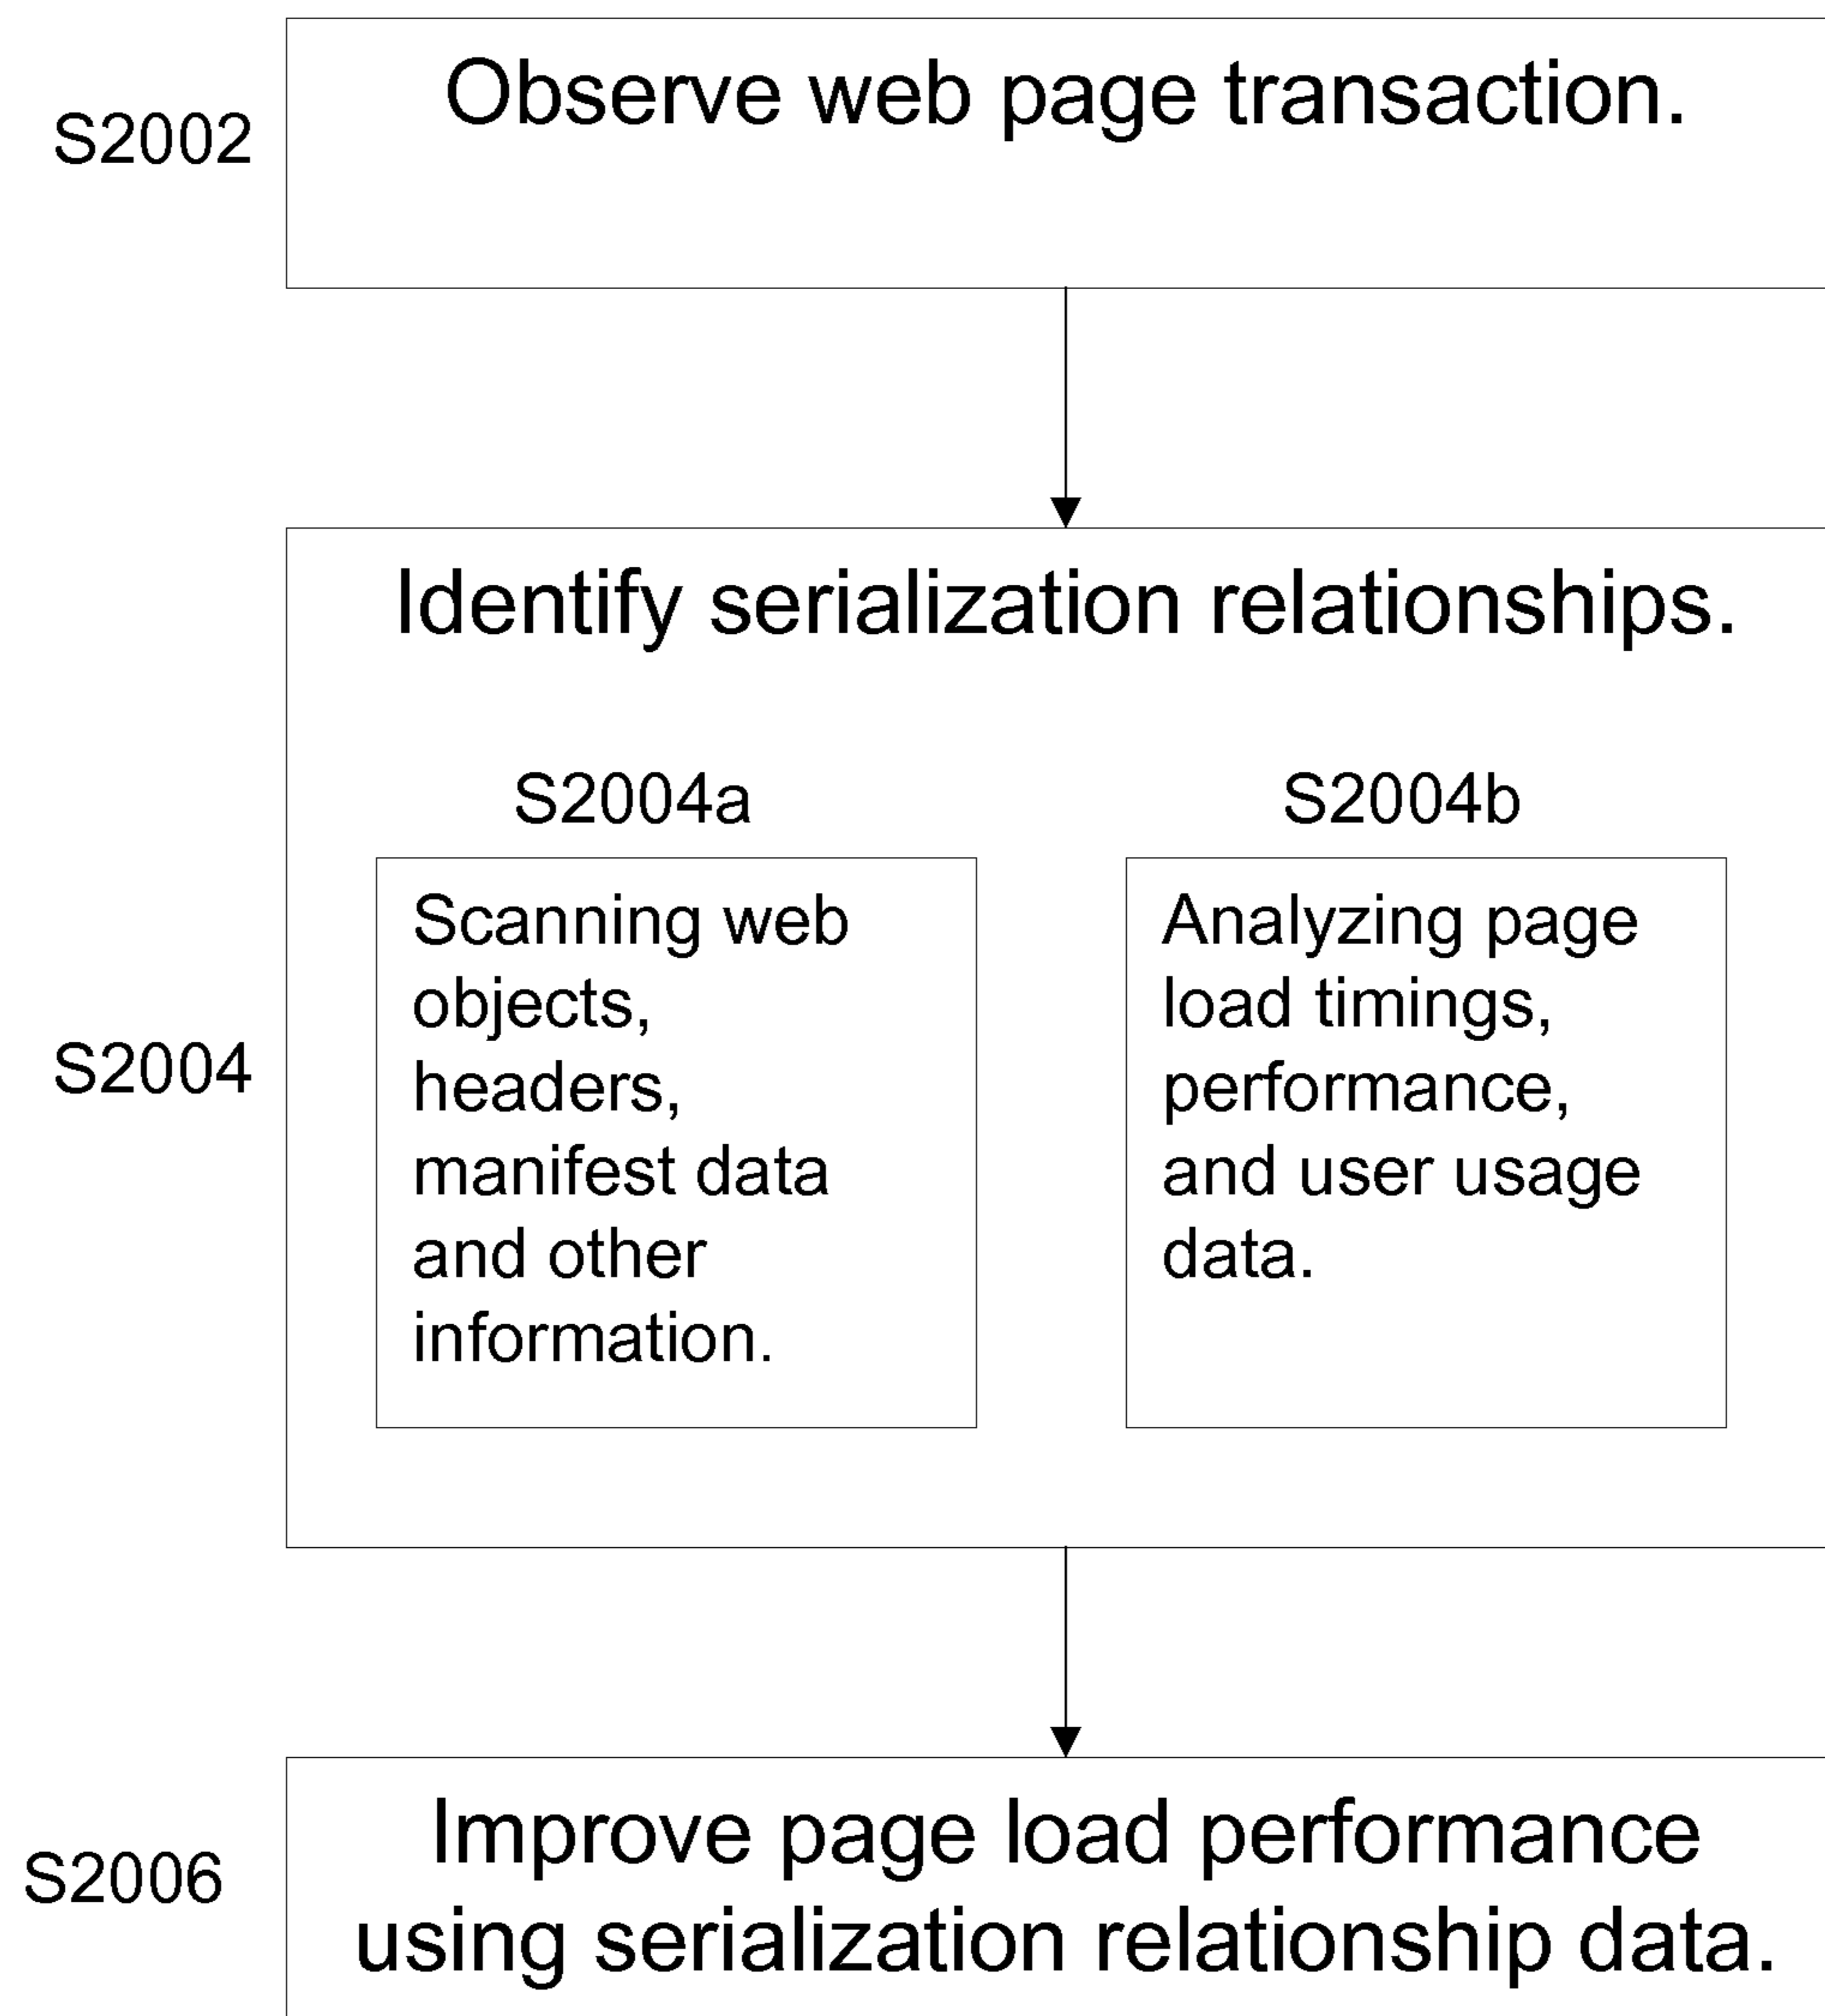 S2002
Observe web page transaction.
S2004
Identify serialization relationships.
S2004a
Scanning web
objects,
headers,
manifest data
and other
information.
S2004b
Analyzing page
load timings,
performance,
and user usage
data.
S2006
Improve page load performance
using serialization relationship data.